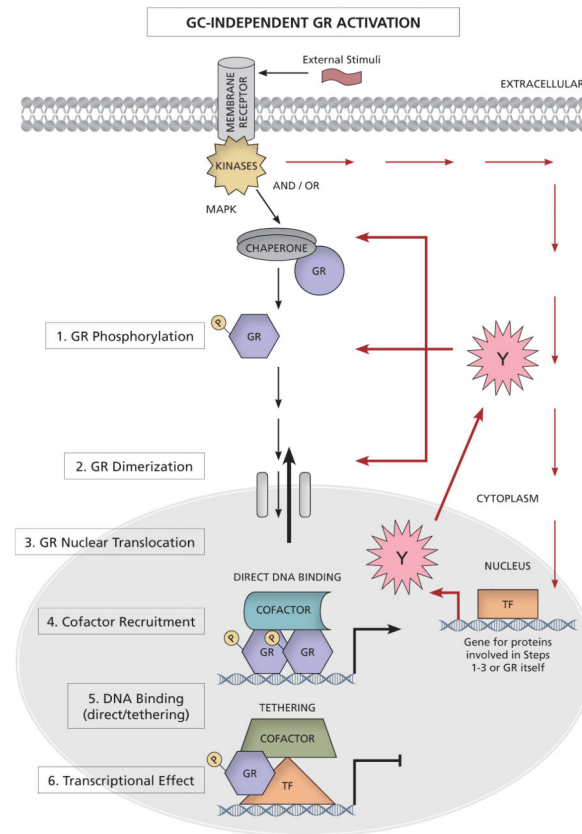 GC-INDEPENDENT GR ACTIVATION
External Stimuli
EXTRACELLULAR
MEMBRANE
RECEPTOR
KINASES
AND / OR
MAPK
CHAPERONE
GR
1. GR Phosphorylation
P
GR
Y
2. GR Dimerization
CYTOPLASM
3. GR Nuclear Translocation
Y
NUCLEUS
DIRECT DNA BINDING
COFACTOR
TF
4. Cofactor Recruitment
P
P
GR
GR
Gene for proteins
involved in Steps
1-3 or GR itself
5. DNA Binding
(direct/tethering)
TETHERING
COFACTOR
P
GR
TF
6. Transcriptional Effect